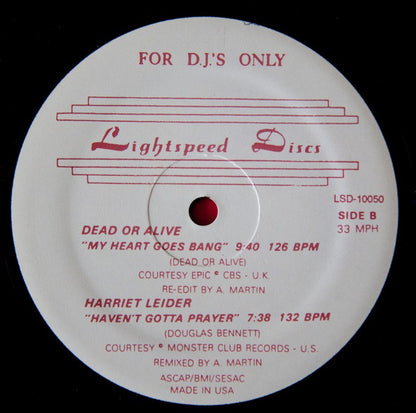 FOR D.J.'S ONLY
Lightspeed Discs
LSD-10050
SIDE B
33 MPH
DEAD OR ALIVE
"MY HEART GOES BANG" 9:40 126 BPM
(DEAD OR ALIVE)
COURTESY EPIC © CBS - U.K
RE-EDIT BY A. MARTIN
HARRIET LEIDER
"HAVEN'T GOTTA PRAYER" 7:38 132 BPM
(DOUGLAS BENNETT)
COURTESY © MONSTER CLUB RECORDS - U.S.
REMIXED BY A. MARTIN
ASCAP/BMI/SESAC
MADE IN USA